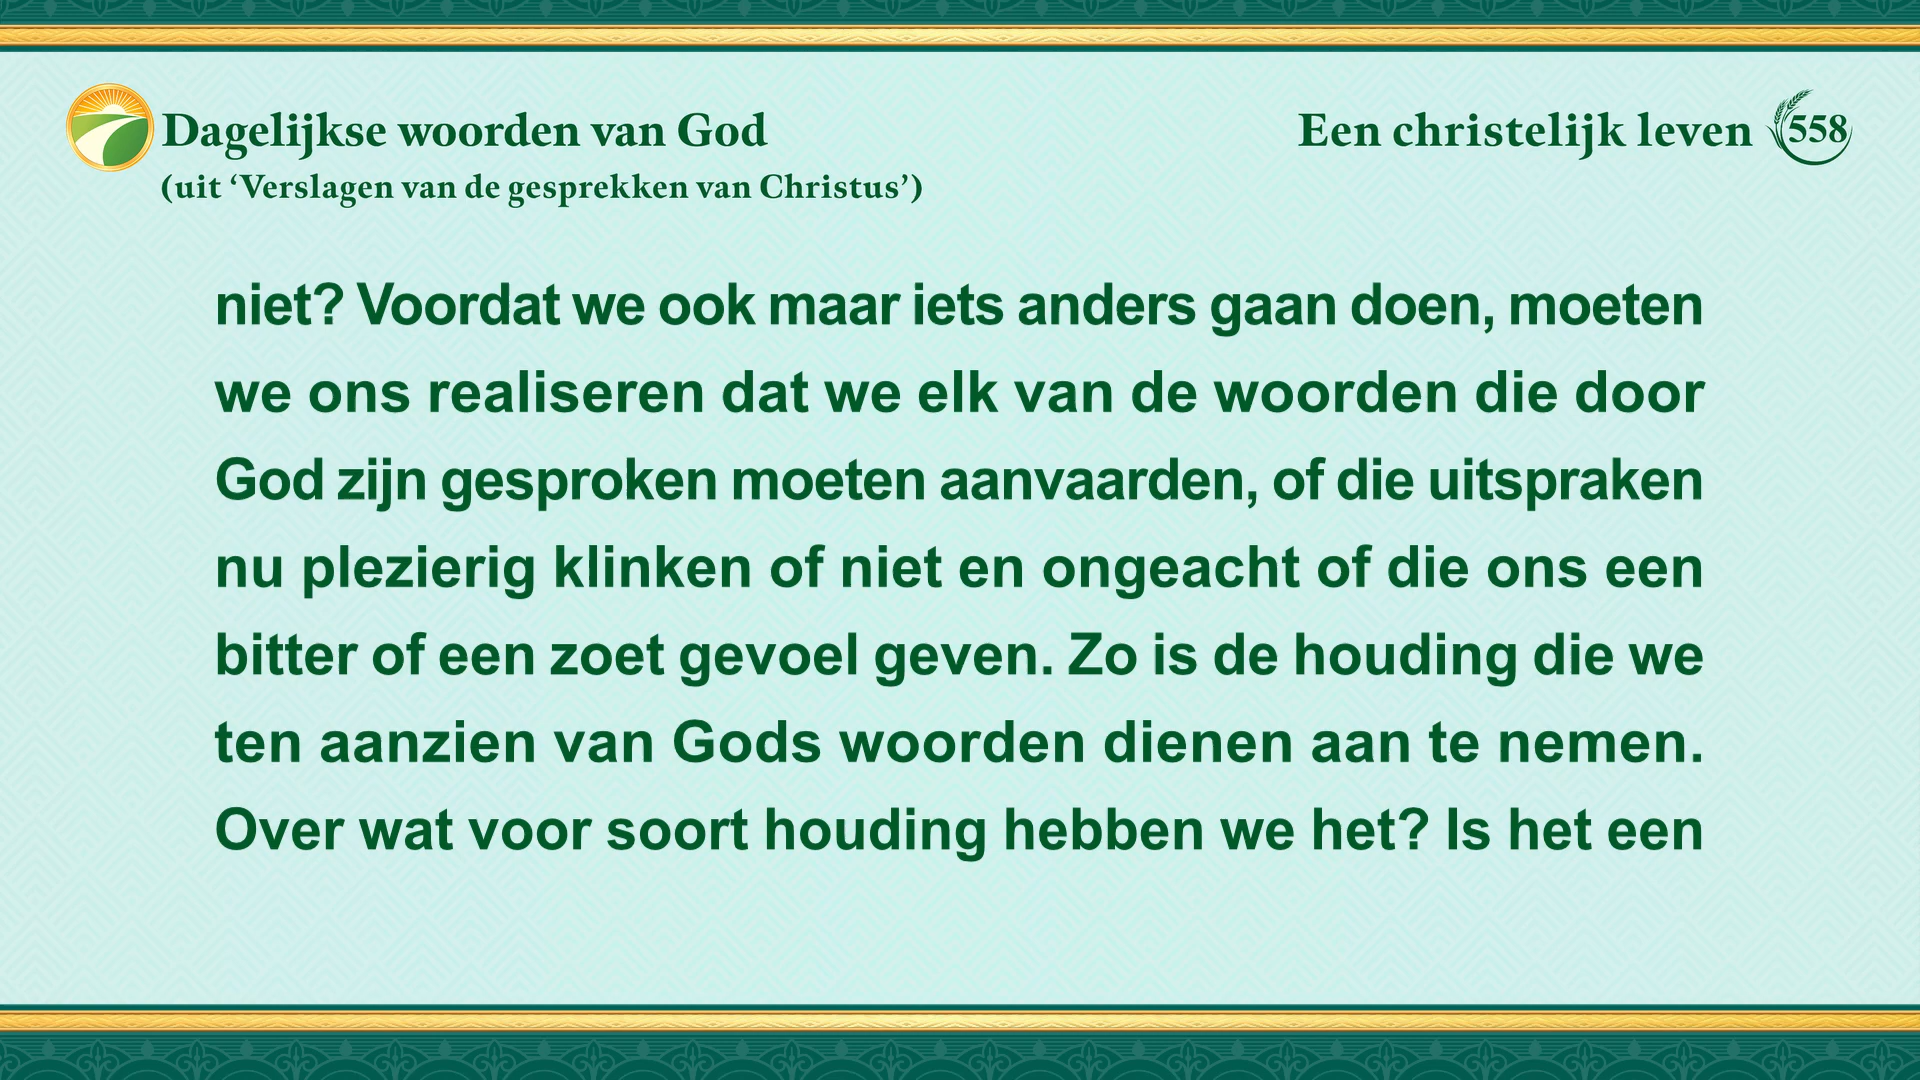 Dagelijkse woorden van God
(uit ‘Verslagen van de gesprekken van Christus’)
Een christelijk leven 558
niet? Voordat we ook maar iets anders gaan doen, moeten
we ons realiseren dat we elk van de woorden die door
God zijn gesproken moeten aanvaarden, of die uitspraken
nu plezierig klinken of niet en ongeacht of die ons een
bitter of een zoet gevoel geven. Zo is de houding die we
ten aanzien van Gods woorden dienen aan te nemen.
Over wat voor soort houding hebben we het? Is het een